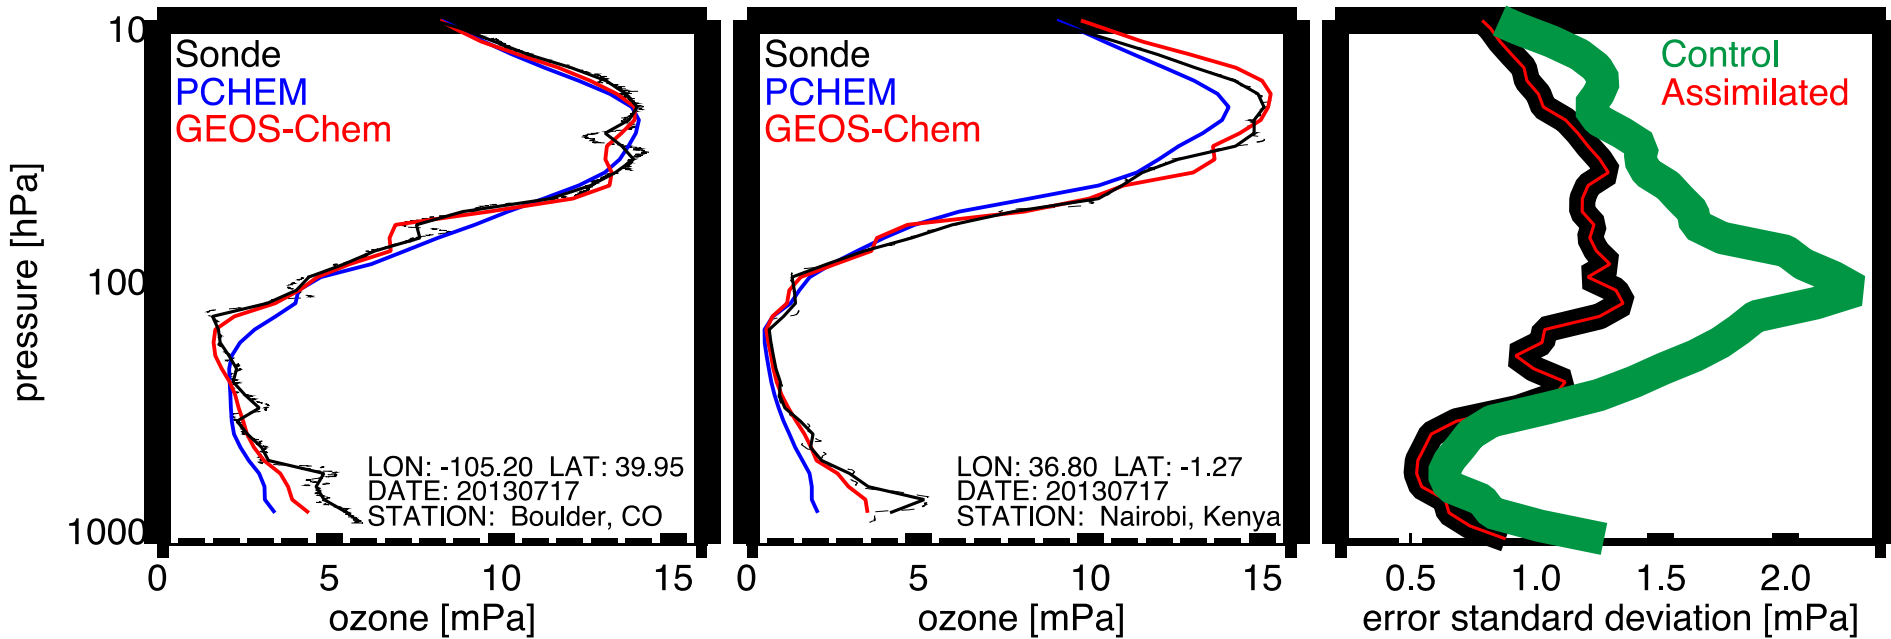 pressure [hPa]
10
100
1000
Sonde
PCHEM
GEOS-Chem
LON: -105.20 LAT: 39.95
DATE: 20130717
STATION: Boulder, CO
0 5 10 15
ozone [mPa]
Sonde
PCHEM
GEOS-Chem
LON: 36.80 LAT: -1.27
DATE: 20130717
STATION: Nairobi, Kenya
0 5 10 15
ozone [mPa]
Control
Assimilated
0.5 1.0 1.5 2.0
error standard deviation [mPa]